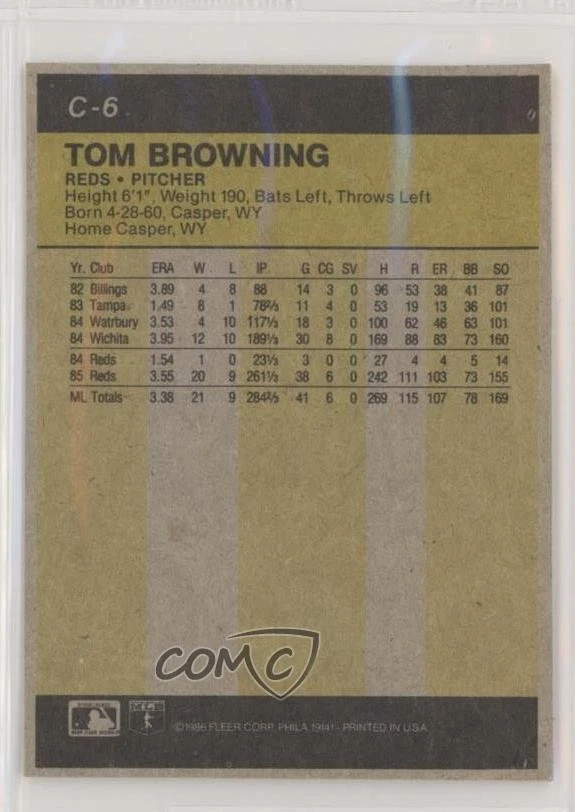 C-6
TOM BROWNING
REDS • PITCHER
Height 6'1", Weight 190, Bats Left, Throws Left
Born 4-28-60, Casper, WY
Home Casper, WY
Yr. Club ERA W L IP G CG SV H R ER BB SO
82 Billings 3.89 4 8 88 14 3 0 96 53 38 41 87
83 Tampa 1.49 8 1 78⅔ 11 4 0 53 19 13 36 101
84 Watrbury 3.53 4 10 117⅓ 18 3 0 100 62 46 63 101
84 Wichita 3.95 12 10 189⅓ 30 8 0 169 88 83 73 160
84 Reds 1.54 1 0 23⅓ 3 0 0 27 4 4 5 14
85 Reds 3.55 20 9 261⅓ 38 6 0 242 111 103 73 155
ML Totals 3.38 21 9 284⅔ 41 6 0 269 115 107 78 169
COMC
MLB
©1986 FLEER CORP. PHILA 19141 - PRINTED IN U.S.A.